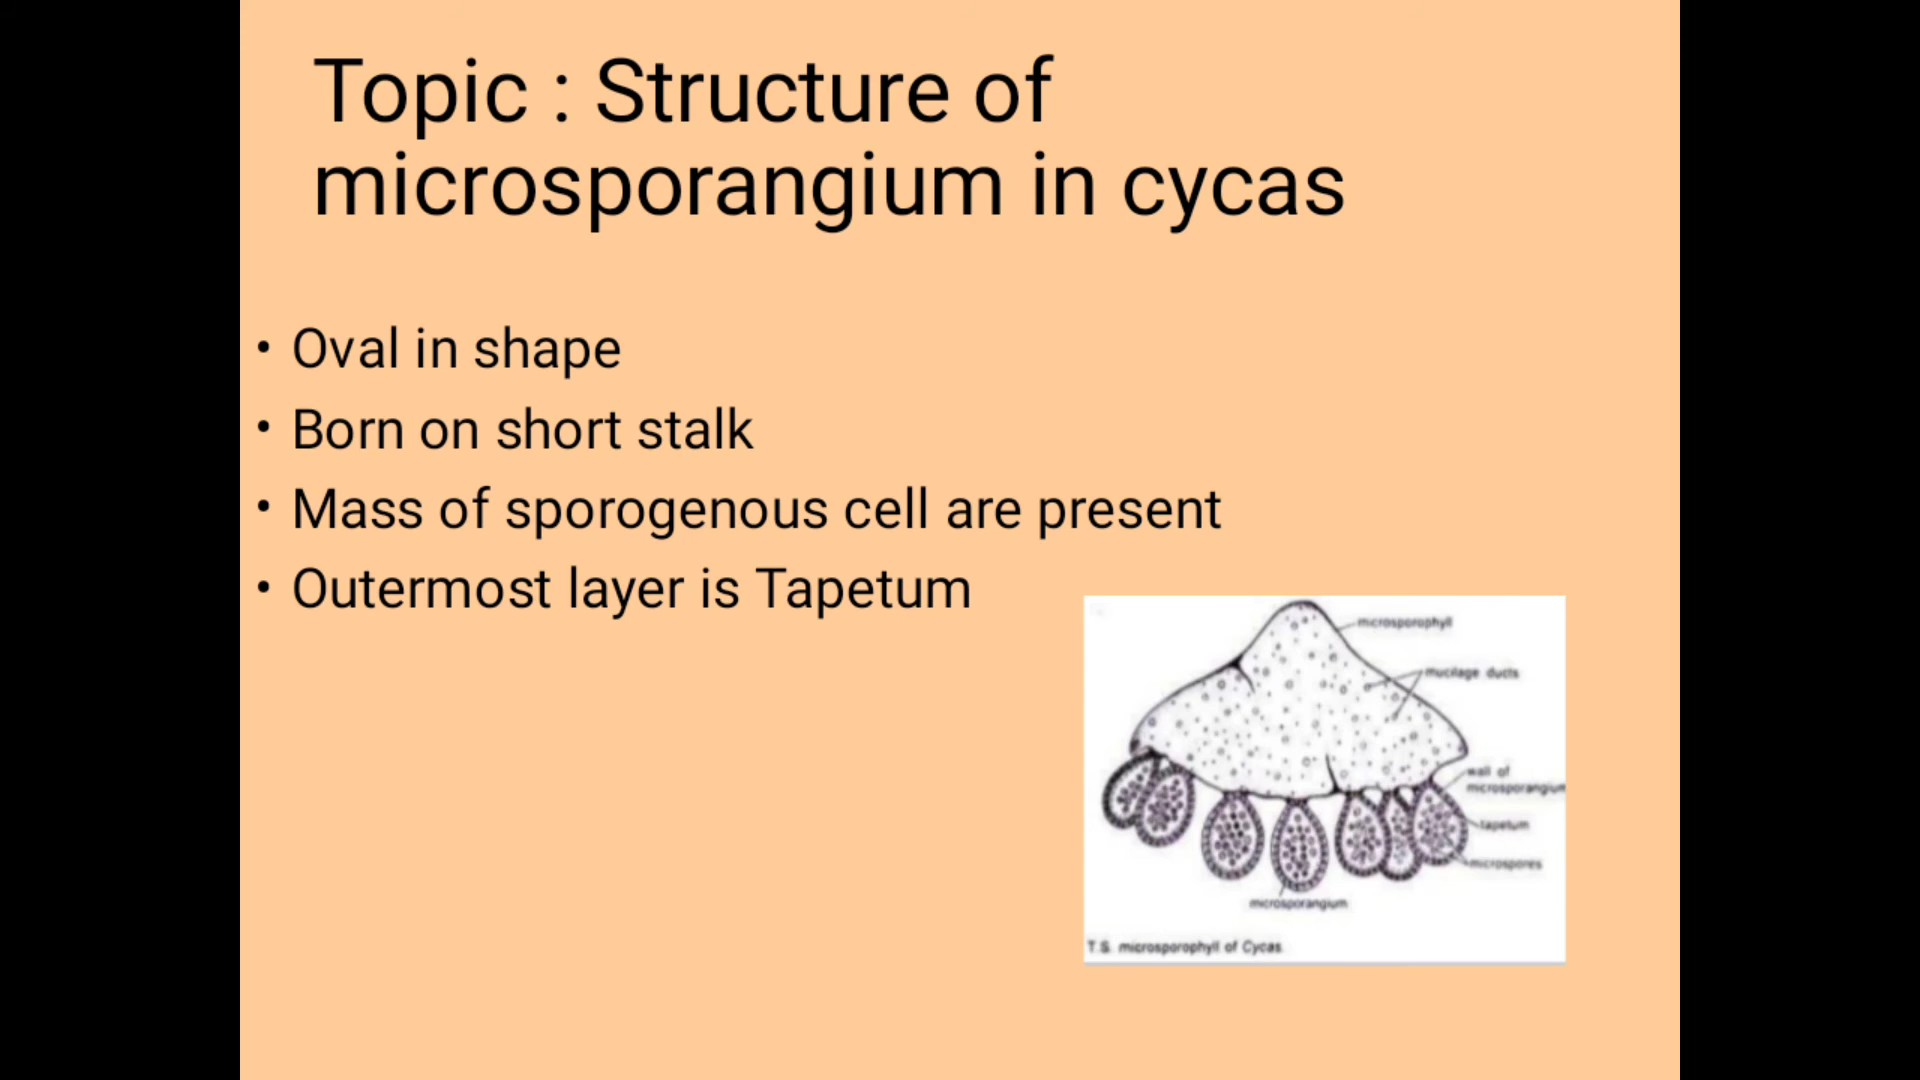 Topic : Structure of
microsporangium in cycas
• Oval in shape
• Born on short stalk
• Mass of sporogenous cell are present
• Outermost layer is Tapetum
microsporophyll
mucilage ducts
wall of
microsporangium
tapetum
microspores
microsporangium
T.S. microsporophyll of Cycas